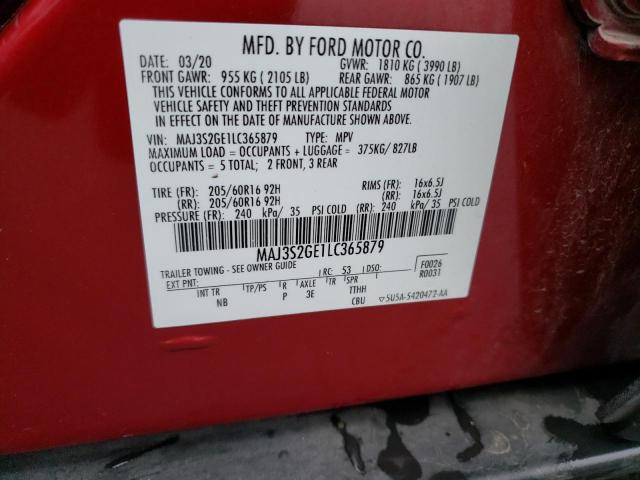 MFD. BY FORD MOTOR CO.
DATE: 03/20 GVWR: 1810 KG ( 3990 LB)
FRONT GAWR: 955 KG ( 2105 LB) REAR GAWR: 865 KG ( 1907 LB)
THIS VEHICLE CONFORMS TO ALL APPLICABLE FEDERAL MOTOR
VEHICLE SAFETY AND THEFT PREVENTION STANDARDS
IN EFFECT ON THE DATE OF MANUFACTURE SHOWN ABOVE.
VIN: MAJ3S2GE1LC365879 TYPE: MPV
MAXIMUM LOAD = OCCUPANTS + LUGGAGE = 375KG/ 827LB
OCCUPANTS = 5 TOTAL; 2 FRONT, 3 REAR
TIRE (FR): 205/60R16 92H RIMS (FR): 16x6.5J
(RR): 205/60R16 92H (RR): 16x6.5J
PRESSURE (FR): 240 kPa/ 35 PSI COLD (RR): 240 kPa/ 35 PSI COLD
MAJ3S2GE1LC365879
TRAILER TOWING - SEE OWNER GUIDE
EXT PNT: RC: 53 DSO: F0026
R0031
INT TR TP/PS R AXLE TR SPR
NB P 3E TTHH
CBU 5U5A-5420472-AA